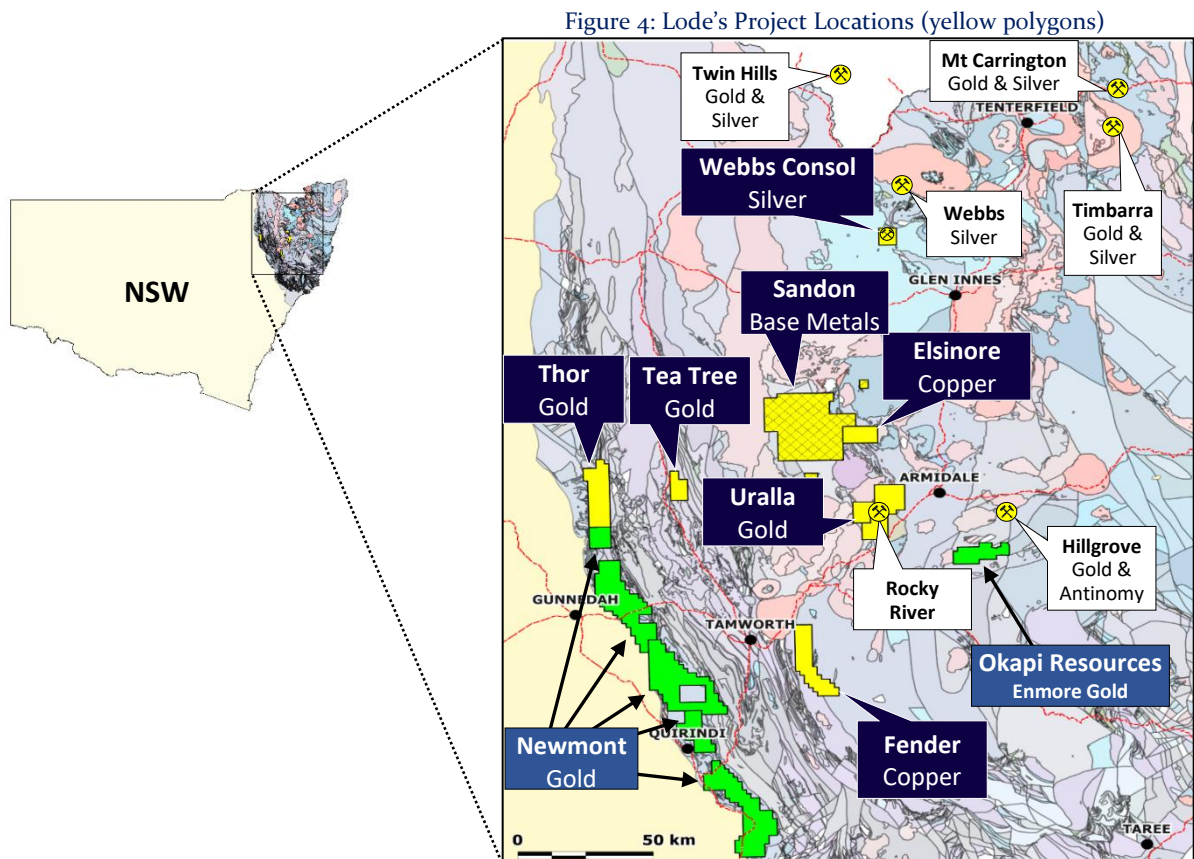 Figure 4: Lode's Project Locations (yellow polygons)
NSW
Twin Hills
Gold &
Silver
Mt Carrington
Gold & Silver
TENTERFIELD
Webbs Consol
Silver
Webbs
Silver
Timbarra
Gold &
Silver
GLEN INNES
Sandon
Base Metals
Elsinore
Copper
Thor
Gold
Tea Tree
Gold
Uralla
Gold
ARMIDALE
Rocky
River
Hillgrove
Gold &
Antinomy
GUNNEDAH
TAMWORTH
Okapi Resources
Enmore Gold
Newmont
Gold
QUIRINDI
Fender
Copper
0 50 km
TAREE